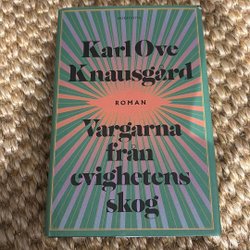 Karl Ove
Knausgård
ROMAN
Vargarna
från
evighetens
skog